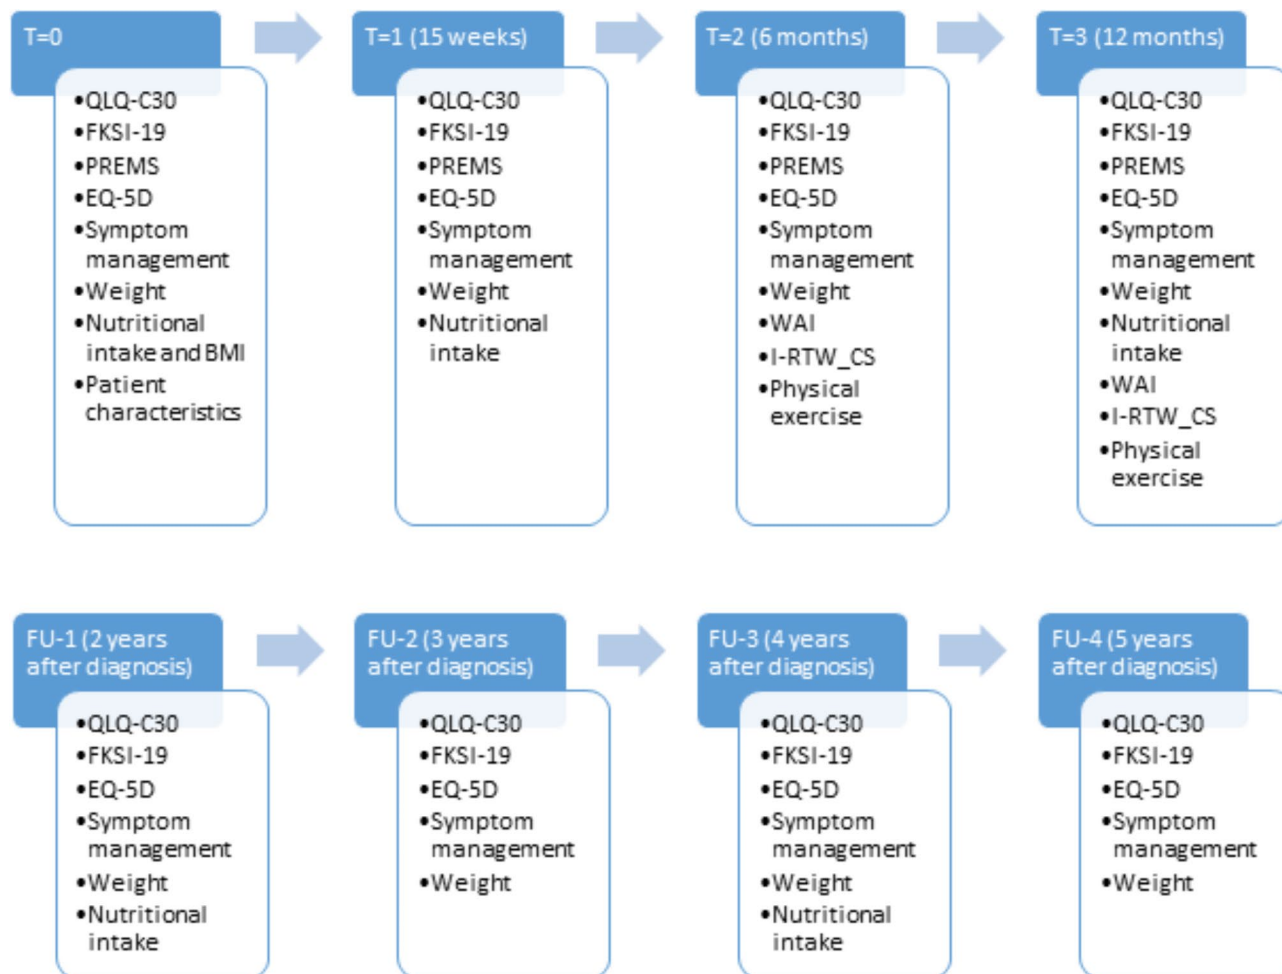 T=0
•QLQ-C30
•FKSI-19
•PREMS
•EQ-5D
•Symptom
management
•Weight
•Nutritional
intake and BMI
•Patient
characteristics
T=1 (15 weeks)
•QLQ-C30
•FKSI-19
•PREMS
•EQ-5D
•Symptom
management
•Weight
•Nutritional
intake
T=2 (6 months)
•QLQ-C30
•FKSI-19
•PREMS
•EQ-5D
•Symptom
management
•Weight
•WAI
•I-RTW_CS
•Physical
exercise
T=3 (12 months)
•QLQ-C30
•FKSI-19
•PREMS
•EQ-5D
•Symptom
management
•Weight
•Nutritional
intake
•WAI
•I-RTW_CS
•Physical
exercise
FU-1 (2 years
after diagnosis)
•QLQ-C30
•FKSI-19
•EQ-5D
•Symptom
management
•Weight
•Nutritional
intake
FU-2 (3 years
after diagnosis)
•QLQ-C30
•FKSI-19
•EQ-5D
•Symptom
management
•Weight
FU-3 (4 years
after diagnosis)
•QLQ-C30
•FKSI-19
•EQ-5D
•Symptom
management
•Weight
•Nutritional
intake
FU-4 (5 years
after diagnosis)
•QLQ-C30
•FKSI-19
•EQ-5D
•Symptom
management
•Weight